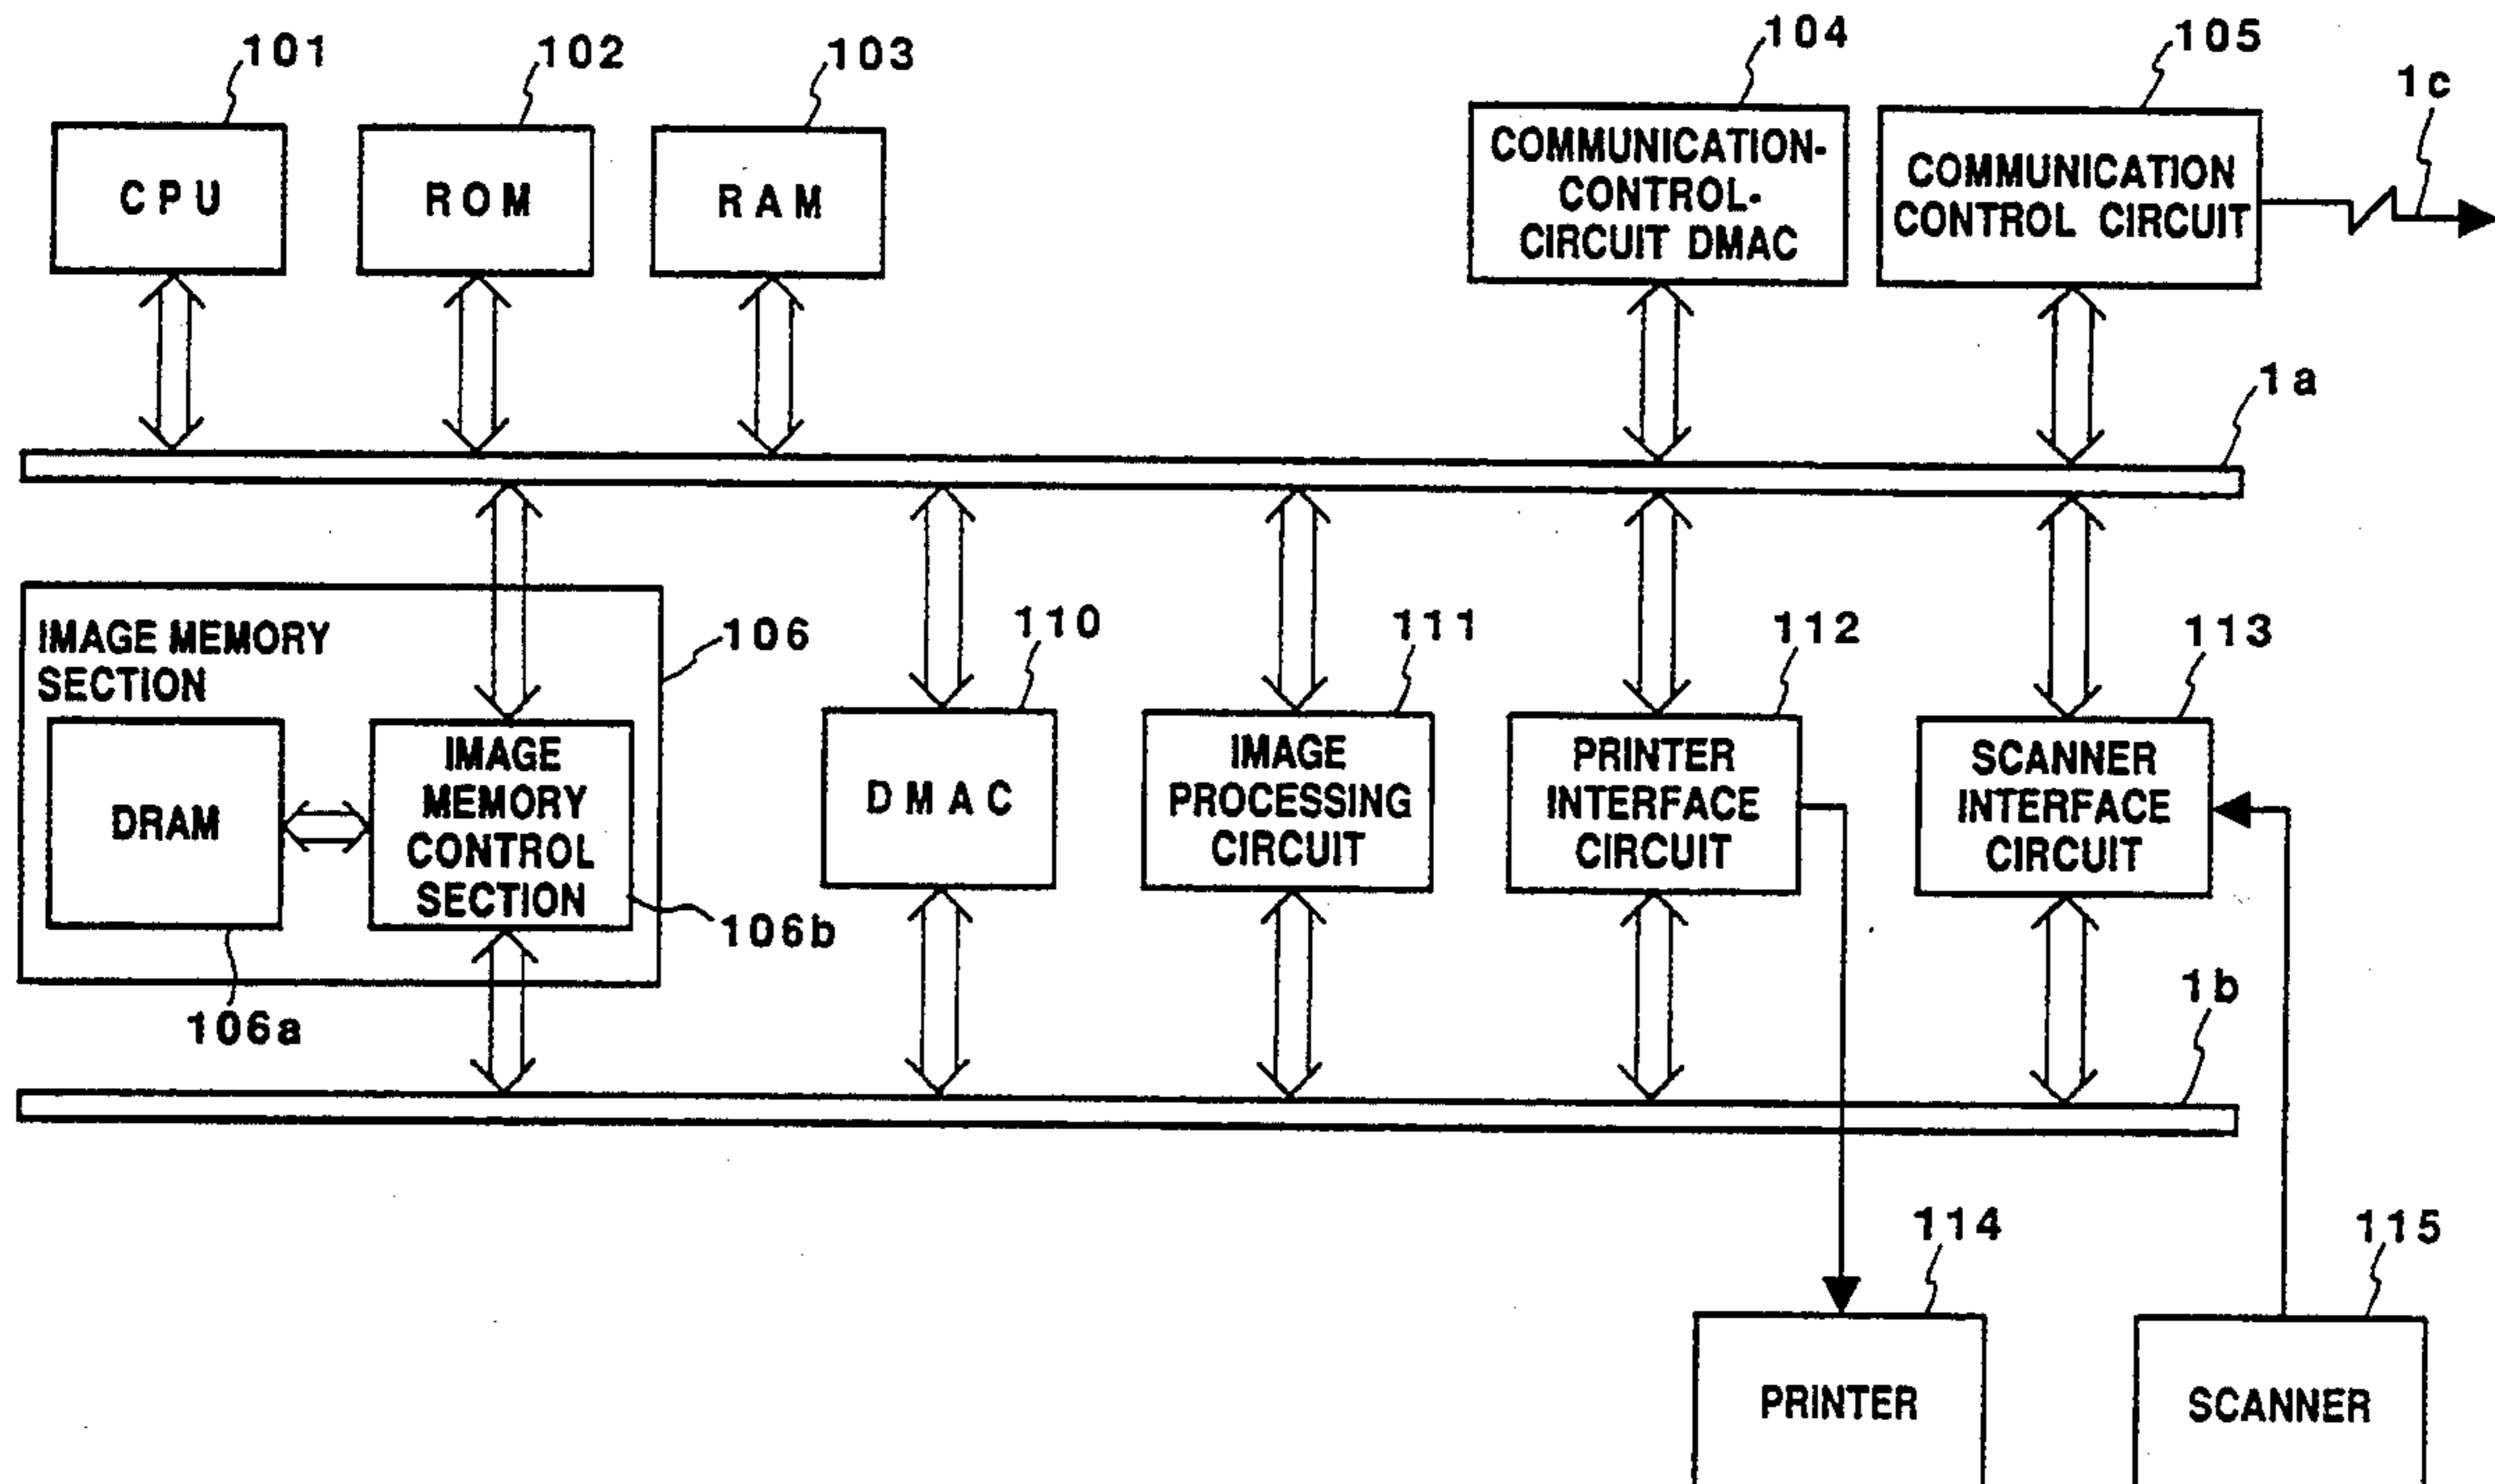 101
102
103
104
105
1c
CPU
ROM
RAM
COMMUNICATION-
CONTROL-
CIRCUIT DMAC
COMMUNICATION
CONTROL CIRCUIT
1a
IMAGE MEMORY
SECTION
106
110
111
112
113
DRAM
IMAGE
MEMORY
CONTROL
SECTION
DMAC
IMAGE
PROCESSING
CIRCUIT
PRINTER
INTERFACE
CIRCUIT
SCANNER
INTERFACE
CIRCUIT
106b
106a
1b
114
115
PRINTER
SCANNER